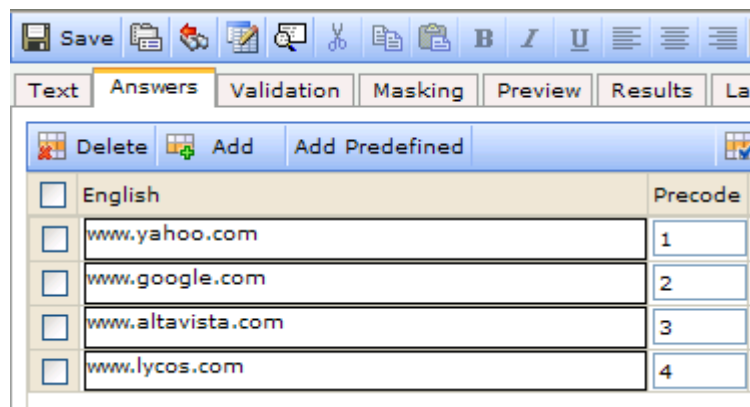 Save B I U
Text Answers Validation Masking Preview Results La
Delete Add Add Predefined
English Precode
www.yahoo.com 1
www.google.com 2
www.altavista.com 3
www.lycos.com 4